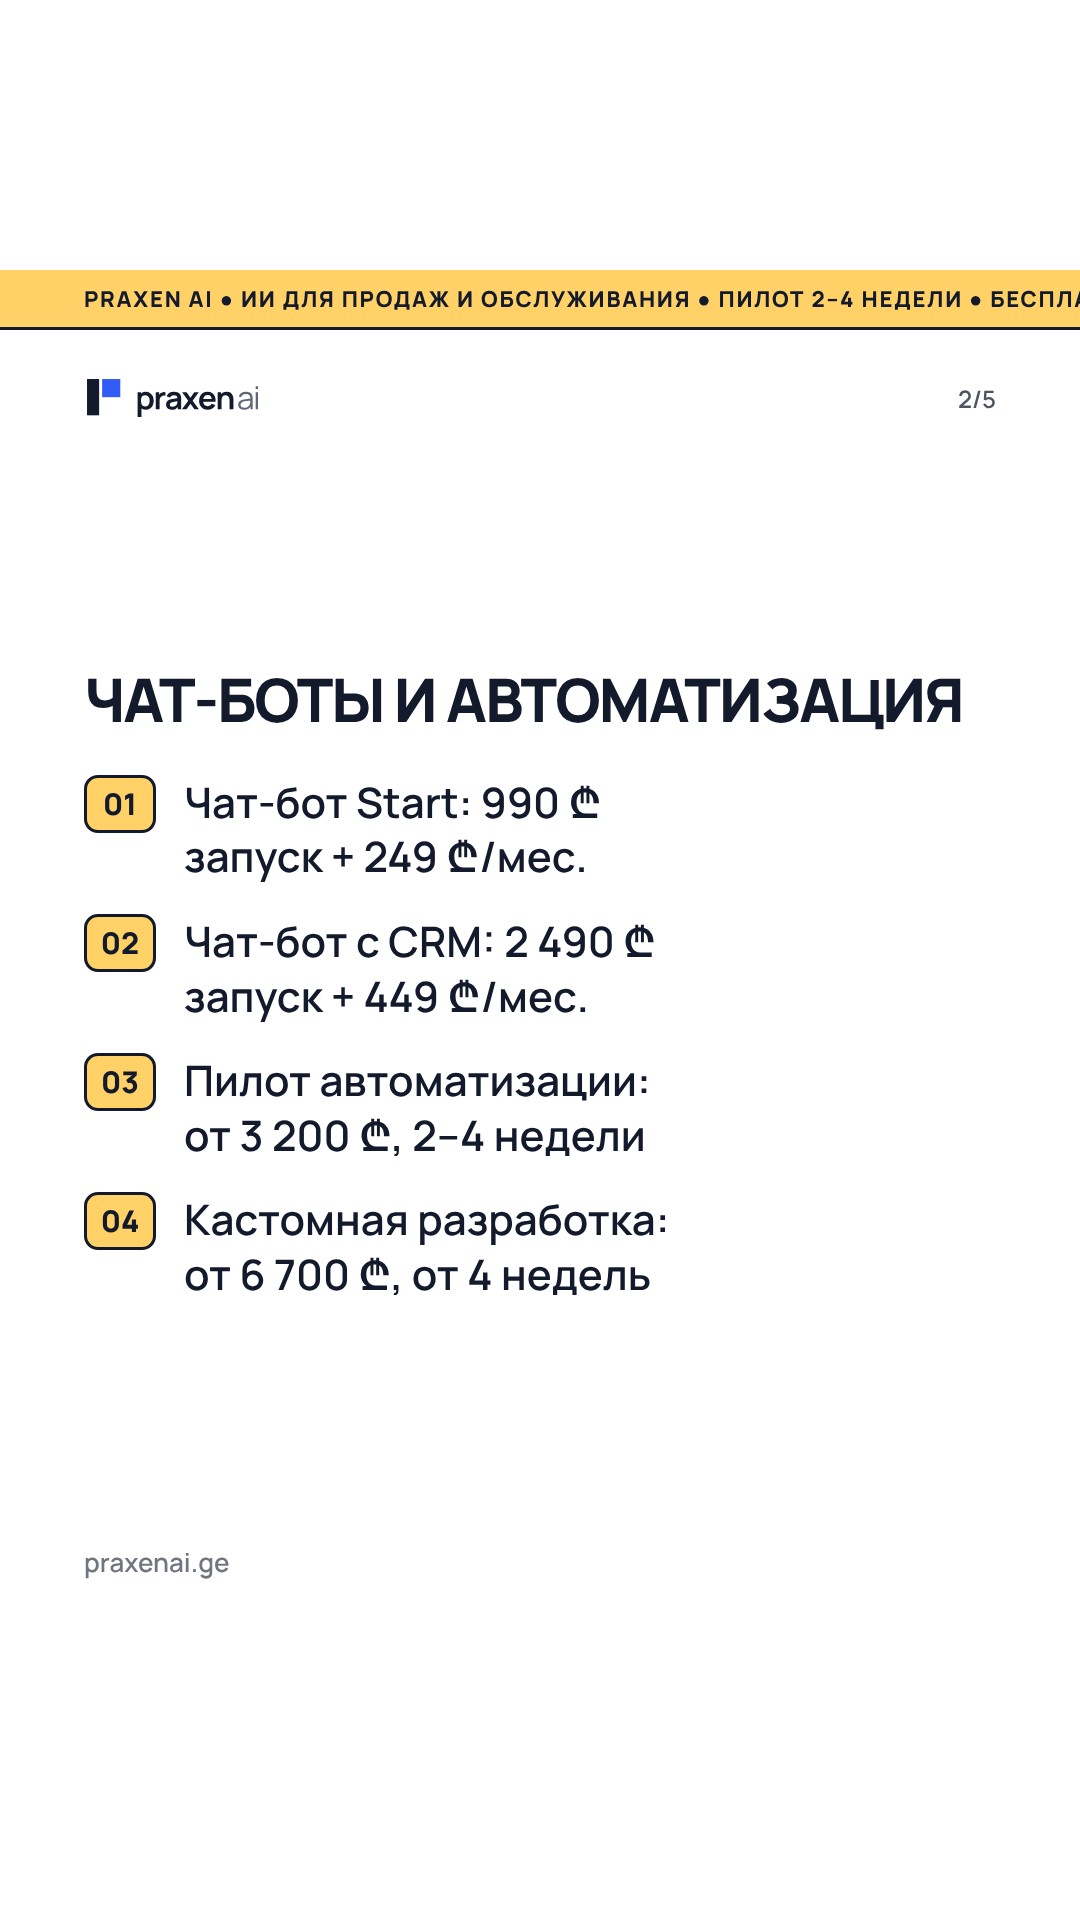 PRAXEN AI ● ИИ ДЛЯ ПРОДАЖ И ОБСЛУЖИВАНИЯ ● ПИЛОТ 2–4 НЕДЕЛИ ●
praxen ai
2/5
ЧАТ-БОТЫ И АВТОМАТИЗАЦИЯ
01 Чат-бот Start: 990 ₾
запуск + 249 ₾/мес.
02 Чат-бот с CRM: 2 490 ₾
запуск + 449 ₾/мес.
03 Пилот автоматизации:
от 3 200 ₾, 2–4 недели
04 Кастомная разработка:
от 6 700 ₾, от 4 недель
praxenai.ge